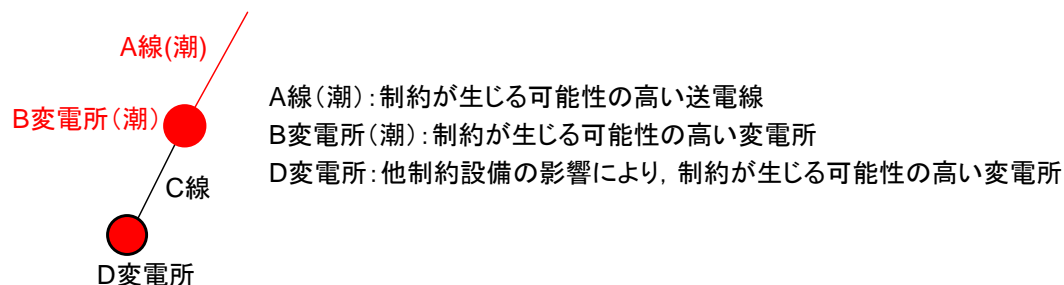 A線(潮)
B変電所（潮）
C線
D変電所
A線（潮）：制約が生じる可能性の高い送電線
B変電所（潮）：制約が生じる可能性の高い変電所
D変電所：他制約設備の影響により，制約が生じる可能性の高い変電所